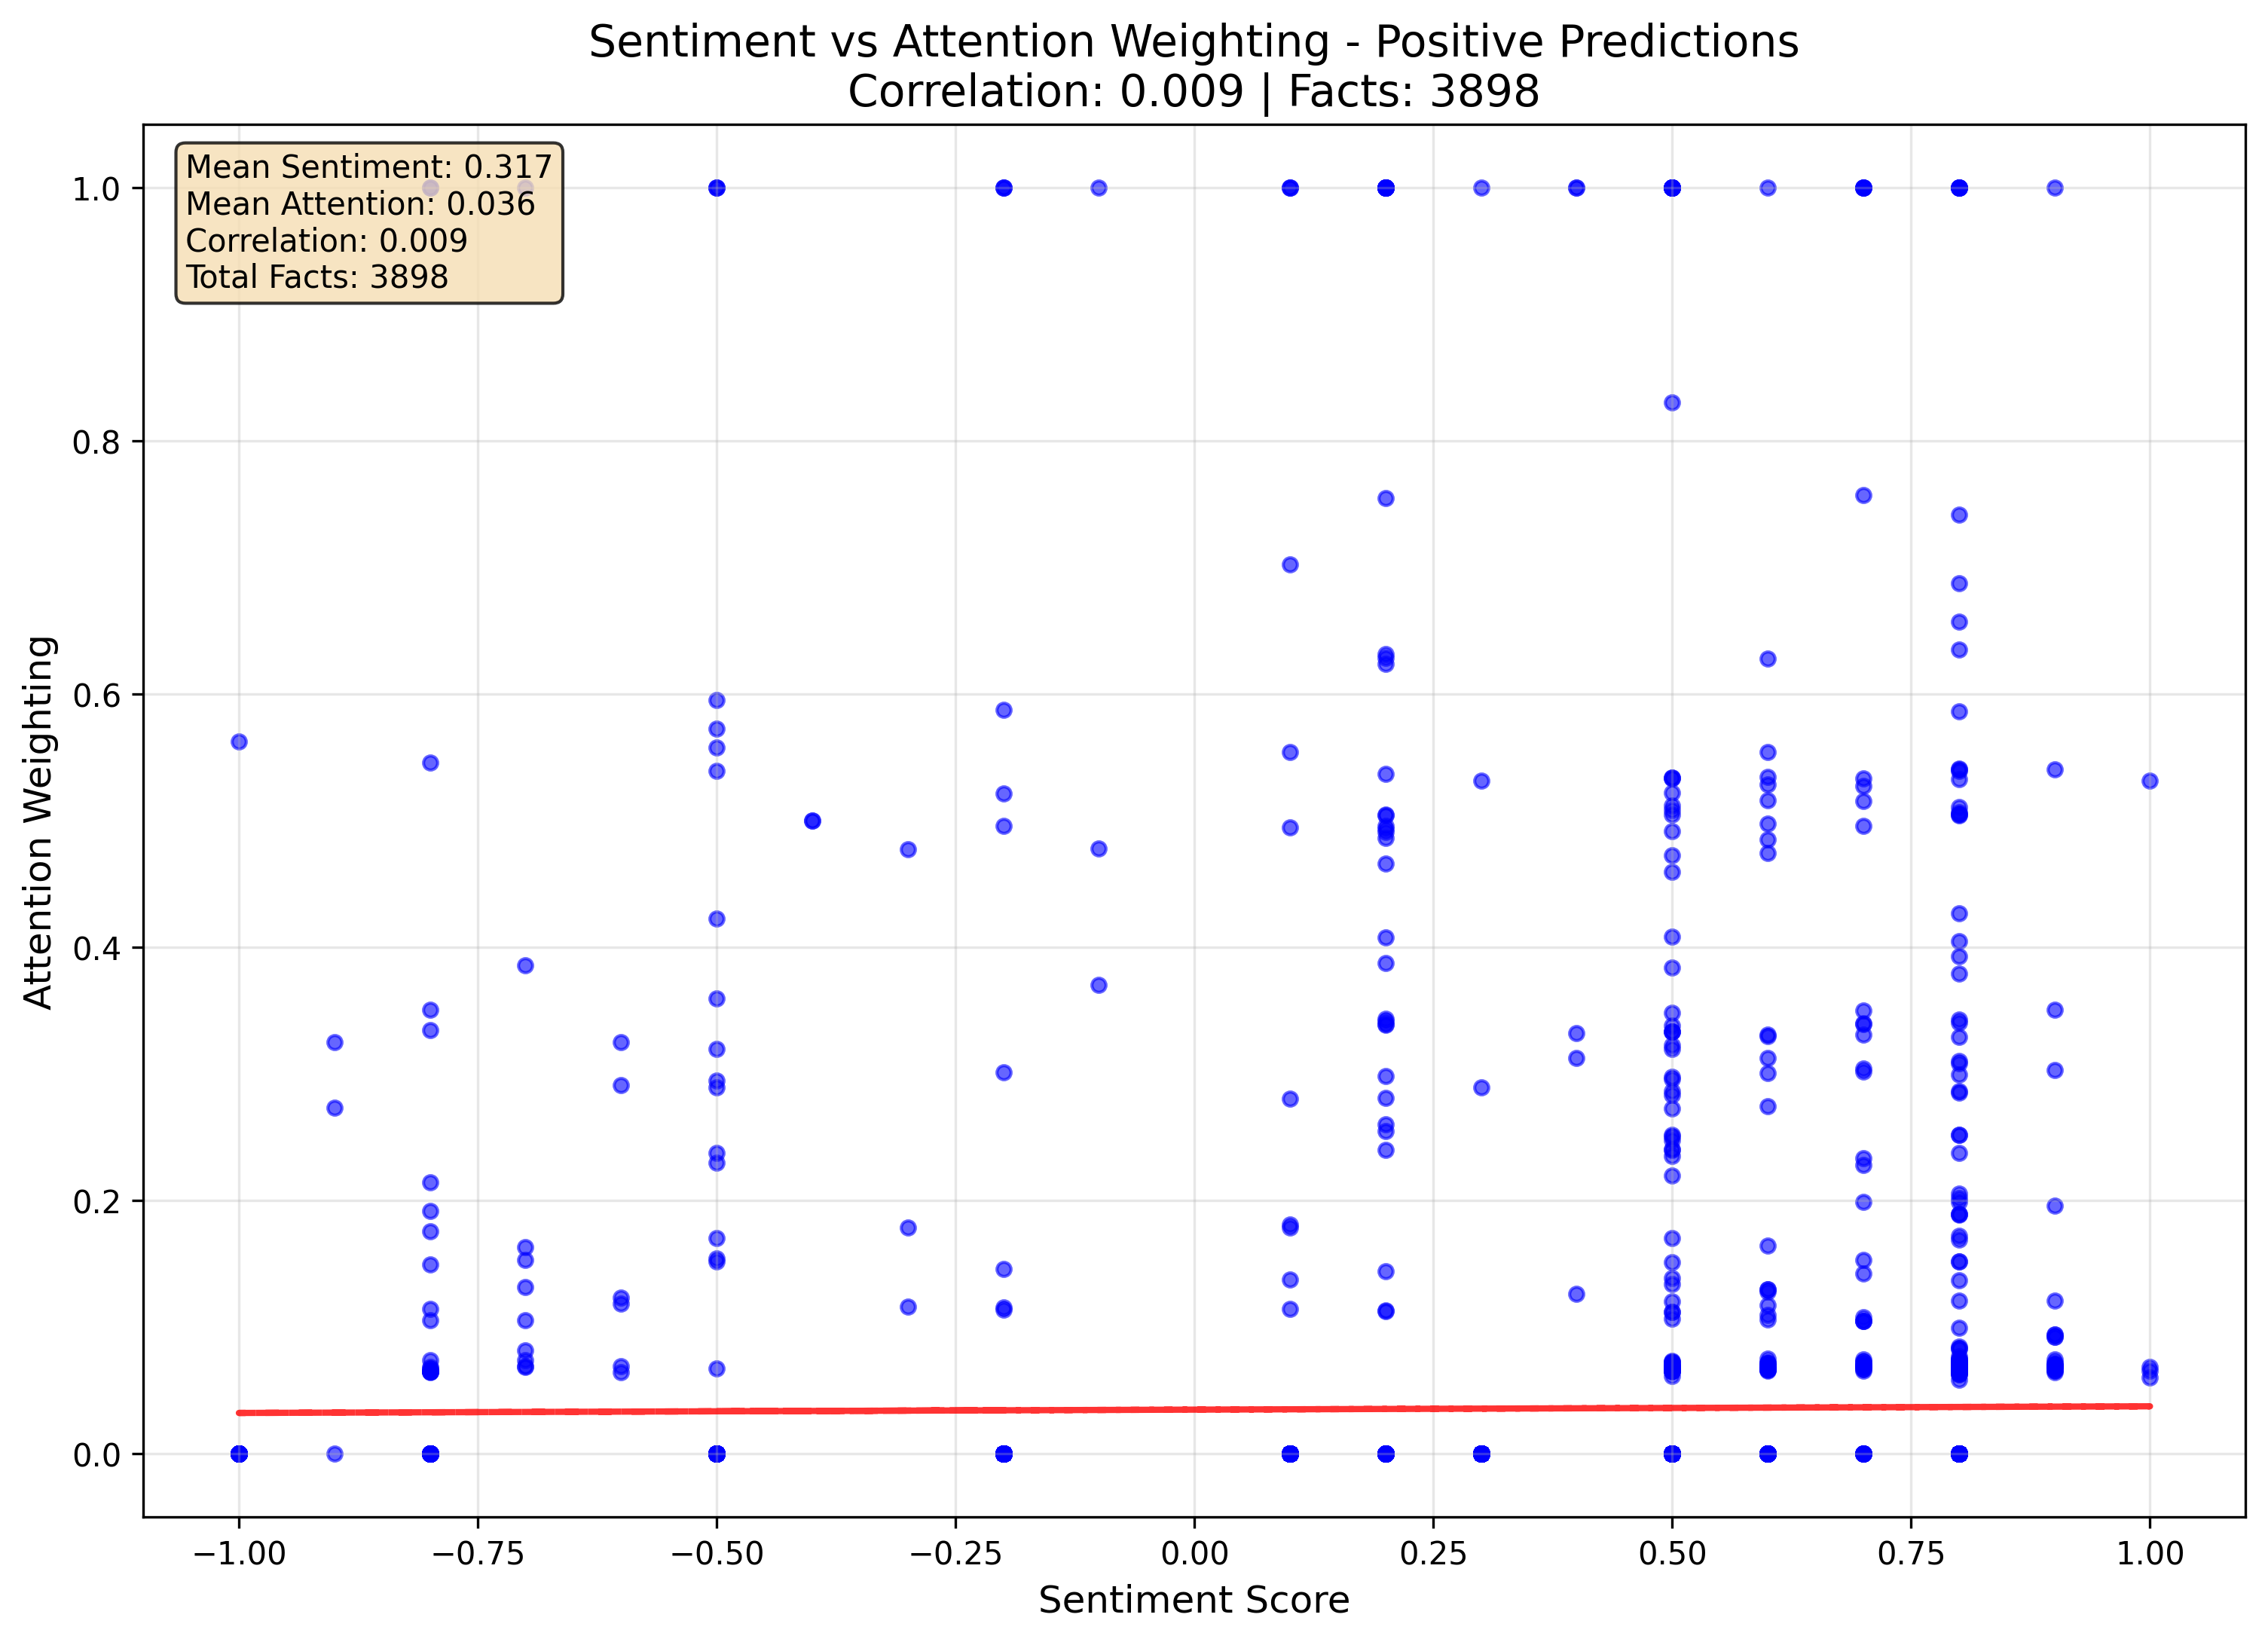 Sentiment vs Attention Weighting - Positive Predictions
Correlation: 0.009 | Facts: 3898
Mean Sentiment: 0.317
Mean Attention: 0.036
Correlation: 0.009
Total Facts: 3898
1.0
0.8
0.6
0.4
0.2
0.0
Attention Weighting
−1.00 −0.75 −0.50 −0.25 0.00 0.25 0.50 0.75 1.00
Sentiment Score